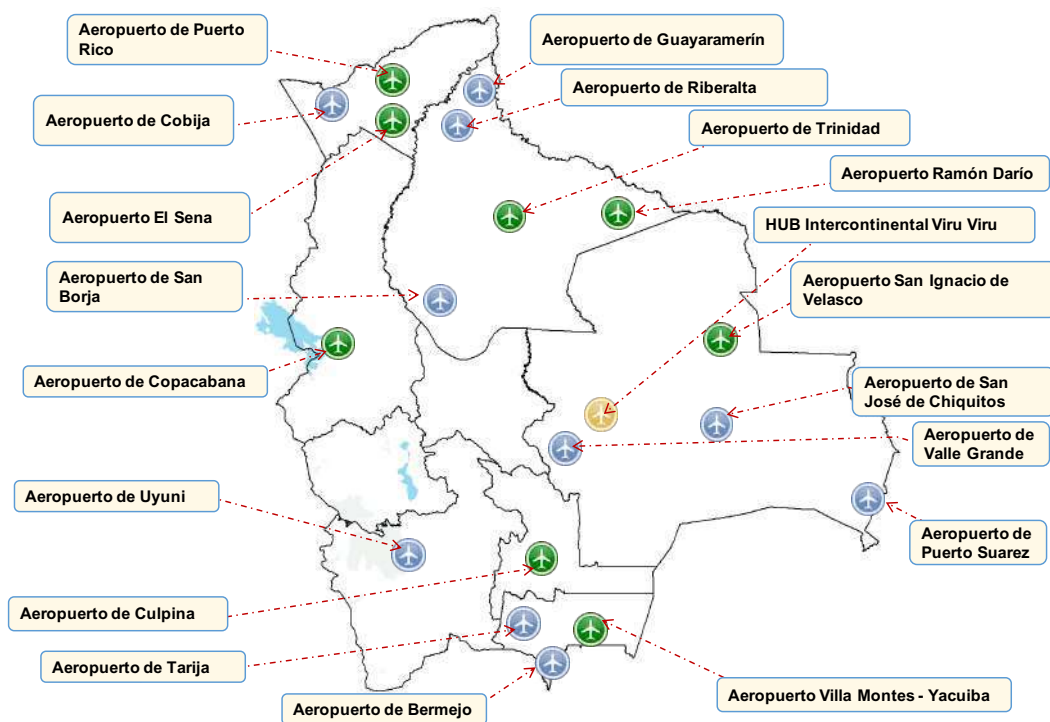 Aeropuerto de Puerto
Rico
Aeropuerto de Guayaramerín
Aeropuerto de Riberalta
Aeropuerto de Cobija
Aeropuerto de Trinidad
Aeropuerto Ramón Darío
Aeropuerto El Sena
HUB Intercontinental Viru Viru
Aeropuerto de San
Borja
Aeropuerto San Ignacio de
Velasco
Aeropuerto de Copacabana
Aeropuerto de San
José de Chiquitos
Aeropuerto de
Valle Grande
Aeropuerto de Uyuni
Aeropuerto de
Puerto Suarez
Aeropuerto de Culpina
Aeropuerto de Tarija
Aeropuerto Villa Montes - Yacuiba
Aeropuerto de Bermejo